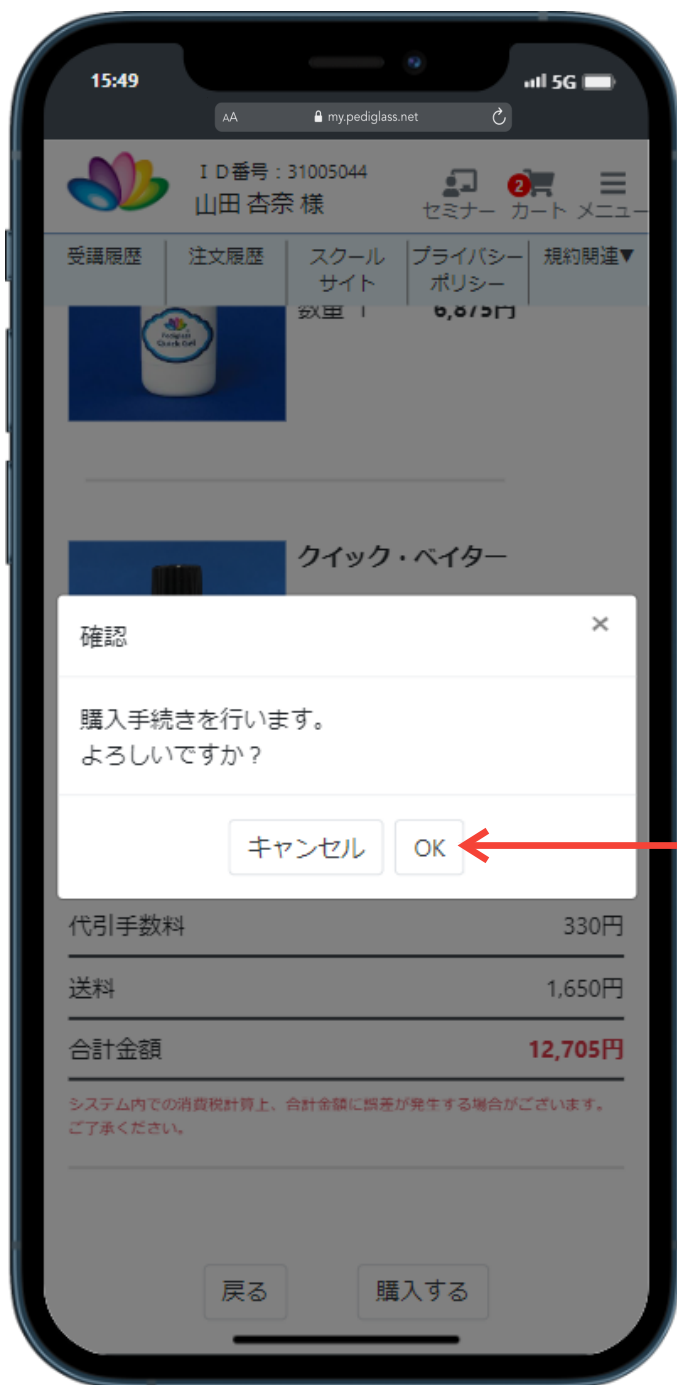 15:49
5G
AA my.pediglass.net
ＩＤ番号：31005044
山田 杏奈 様
2
セミナー カート メニュー
受講履歴 注文履歴 スクール プライバシー 規約関連▼
サイト ポリシー
数量 1 6,875円
Pediglass
Quick Gel
クイック・ベイター
確認 ×
購入手続きを行います。
よろしいですか？
キャンセル OK
代引手数料 330円
送料 1,650円
合計金額 12,705円
システム内での消費税計算上、合計金額に誤差が発生する場合がございます。
ご了承ください。
戻る 購入する